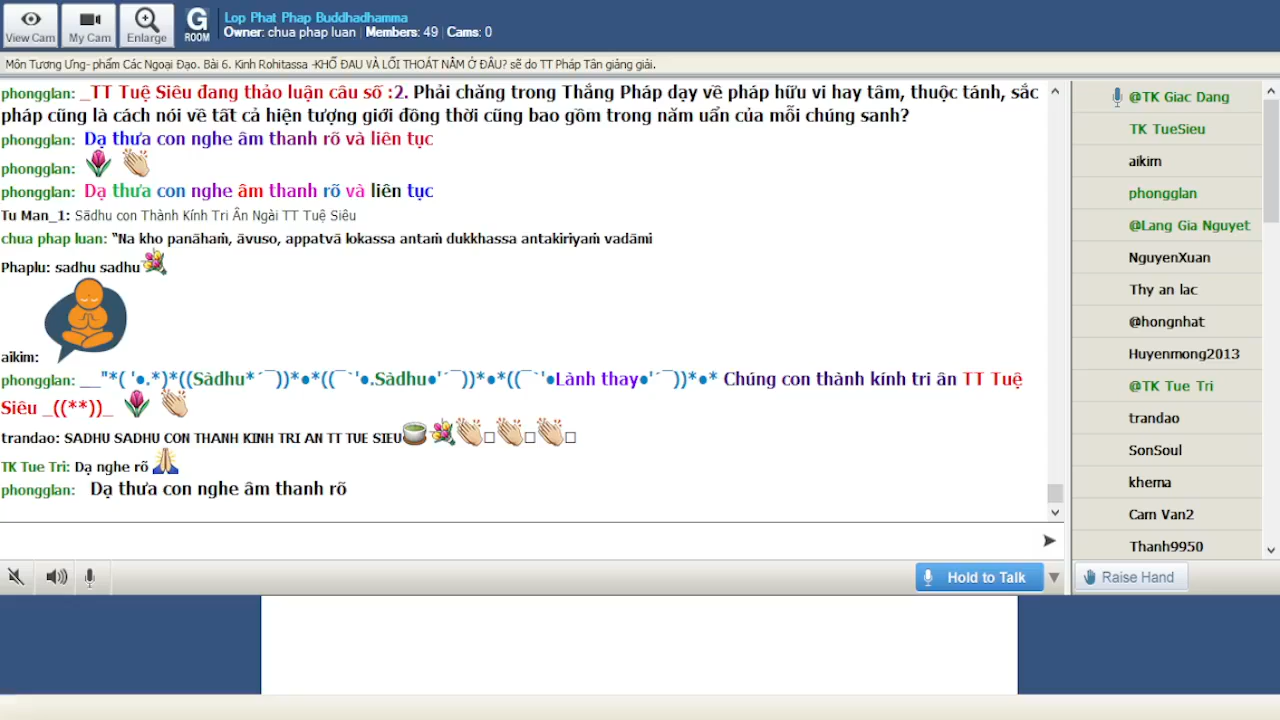 View Cam
My Cam
Enlarge
G
ROOM
Lop Phat Phap Buddhadhamma
Owner: chua phap luan Members: 49 Cams: 0
Môn Tương Ưng- phẩm Các Ngoại Đạo. Bài 6. Kinh Rohitassa -KHỔ ĐAU VÀ LỐI THOÁT NẰM Ở ĐÂU? sẽ do TT Pháp Tân giảng giải.
phongglan: _TT Tuệ Siêu đang thảo luận câu số :2. Phải chăng trong Thắng Pháp dạy về pháp hữu vi hay tâm, thuộc tánh, sắc
pháp cũng là cách nói về tất cả hiện tượng giới đồng thời cũng bao gồm trong năm uẩn của mỗi chúng sanh?
phongglan: Dạ thưa con nghe âm thanh rõ và liên tục
phongglan:
phongglan: Dạ thưa con nghe âm thanh rõ và liên tục
Tu Man_1: Sādhu con Thành Kính Tri Ân Ngài TT Tuệ Siêu
chua phap luan: “Na kho panāhaṁ, āvuso, appatvā lokassa antaṁ dukkhassa antakiriyaṁ vadāmi
Phaplu: sadhu sadhu
aikim:
phongglan: __"*( '●.*)*((Sàdhu*´¯))*●*((¯`'●.Sàdhu●'´¯))*●*((¯`'●Lành thay●'´¯))*●* Chúng con thành kính tri ân TT Tuệ
Siêu _((**))_
trandao: SADHU SADHU CON THANH KINH TRI AN TT TUE SIEU
TK Tue Tri: Dạ nghe rõ
phongglan: Dạ thưa con nghe âm thanh rõ
Hold to Talk
@TK Giac Dang
TK TueSieu
aikim
phongglan
@Lang Gia Nguyet
NguyenXuan
Thy an lac
@hongnhat
Huyenmong2013
@TK Tue Tri
trandao
SonSoul
khema
Cam Van2
Thanh9950
Raise Hand